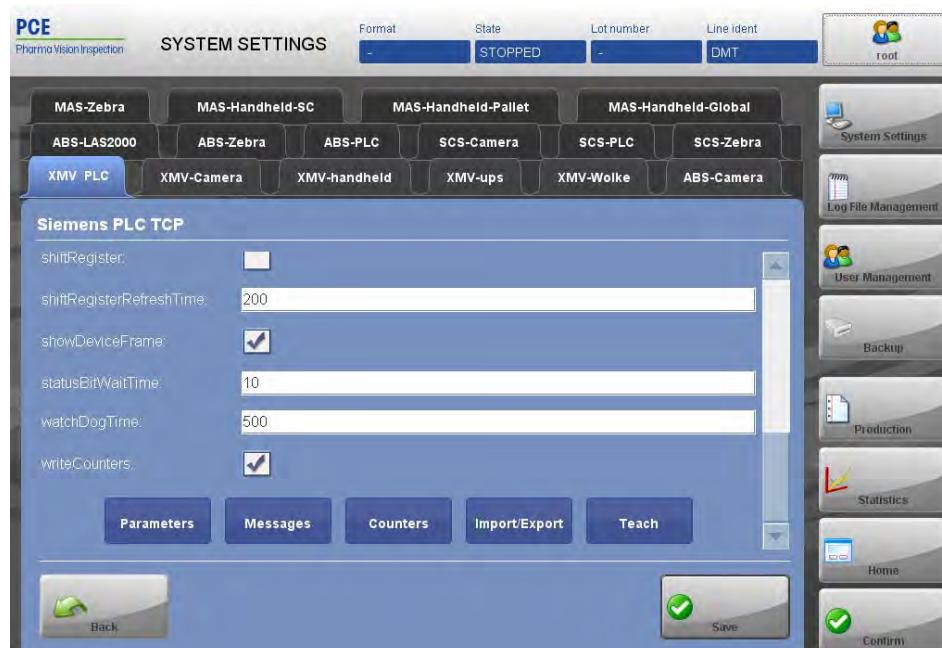 PCE
Pharma Vision Inspection
SYSTEM SETTINGS
Format
-
State
STOPPED
Lot number
-
Line ident
DMT
root
MAS-Zebra
MAS-Handheld-SC
MAS-Handheld-Pallet
MAS-Handheld-Global
ABS-LAS2000
ABS-Zebra
ABS-PLC
SCS-Camera
SCS-PLC
SCS-Zebra
XMV PLC
XMV-Camera
XMV-handheld
XMV-ups
XMV-Wolke
ABS-Camera
Siemens PLC TCP
shiftRegister:
shiftRegisterRefreshTime:
200
showDeviceFrame:
statusBitWaitTime:
10
watchDogTime:
500
writeCounters:
Parameters
Messages
Counters
Import/Export
Teach
Back
Save
System Settings
Log File Management
User Management
Backup
Production
Statistics
Home
Confirm